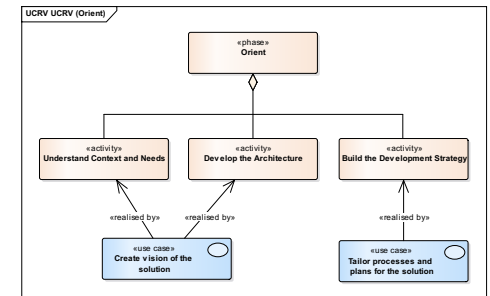 UCRV UCRV (Orient)
«phase»
Orient
«activity»
Understand Context and Needs
«activity»
Develop the Architecture
«activity»
Build the Development Strategy
«realised by»
«realised by»
«realised by»
«use case»
Create vision of the
solution
«use case»
Tailor processes and
plans for the solution